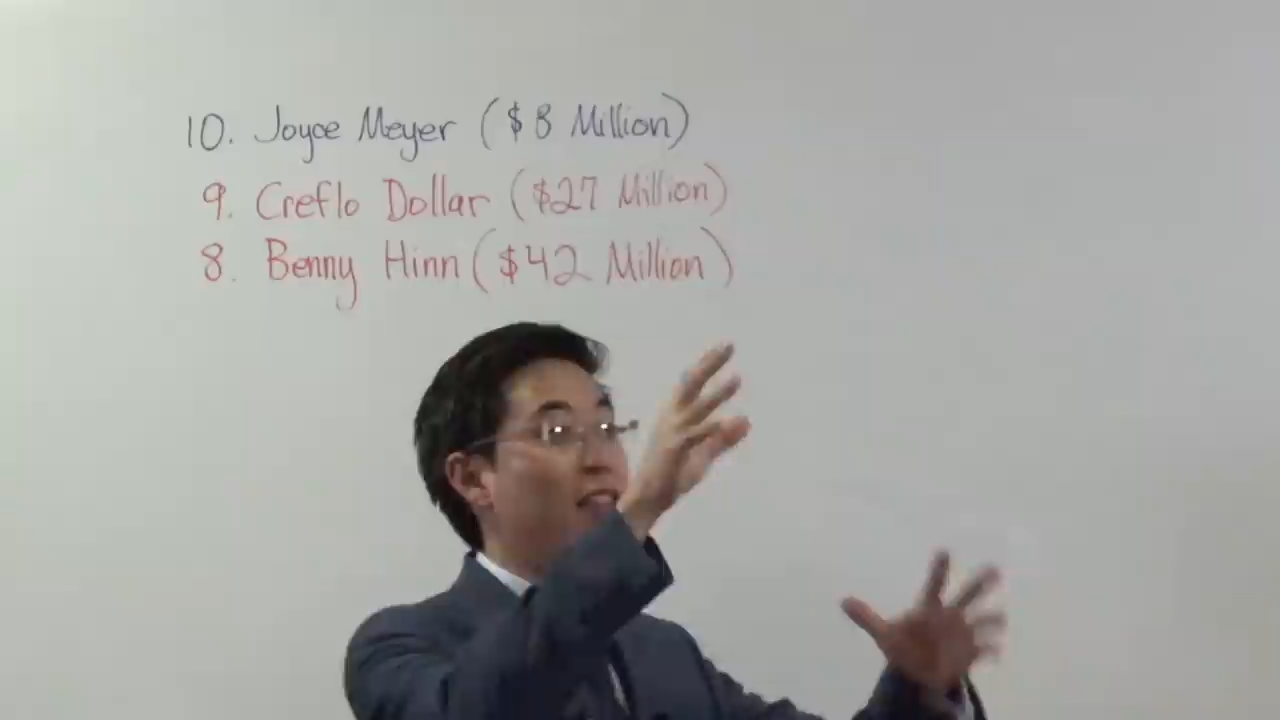 10. Joyce Meyer ($8 Million)
9. Creflo Dollar ($27 Million)
8. Benny Hinn ($42 Million)